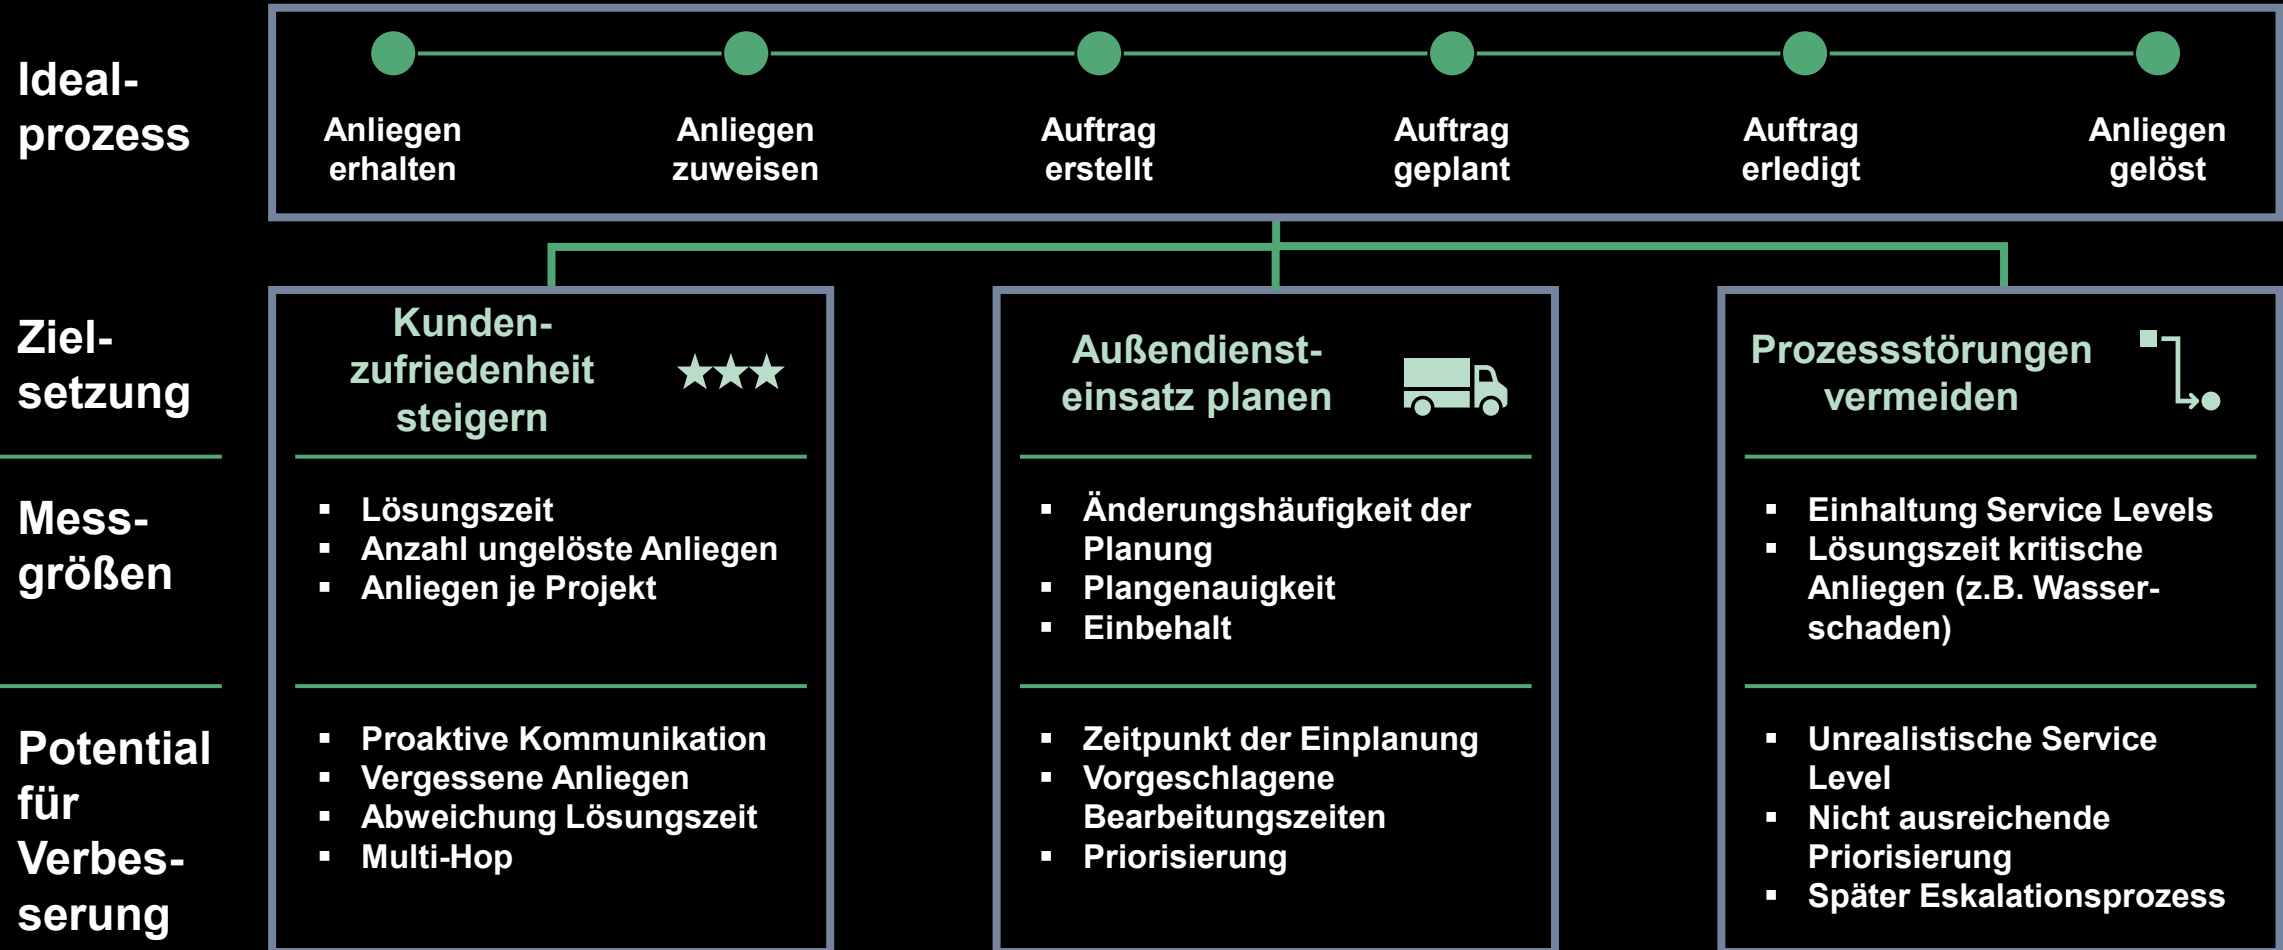 Ideal-
prozess
Anliegen
erhalten
Anliegen
zuweisen
Auftrag
erstellt
Auftrag
geplant
Auftrag
erledigt
Anliegen
gelöst
Ziel-
setzung
Kunden-
zufriedenheit
steigern
Außendienst-
einsatz planen
Prozessstörungen
vermeiden
Mess-
größen
▪ Lösungszeit
▪ Anzahl ungelöste Anliegen
▪ Anliegen je Projekt
▪ Änderungshäufigkeit der
Planung
▪ Plangenauigkeit
▪ Einbehalt
▪ Einhaltung Service Levels
▪ Lösungszeit kritische
Anliegen (z.B. Wasser-
schaden)
Potential
für
Verbes-
serung
▪ Proaktive Kommunikation
▪ Vergessene Anliegen
▪ Abweichung Lösungszeit
▪ Multi-Hop
▪ Zeitpunkt der Einplanung
▪ Vorgeschlagene
Bearbeitungszeiten
▪ Priorisierung
▪ Unrealistische Service
Level
▪ Nicht ausreichende
Priorisierung
▪ Später Eskalationsprozess